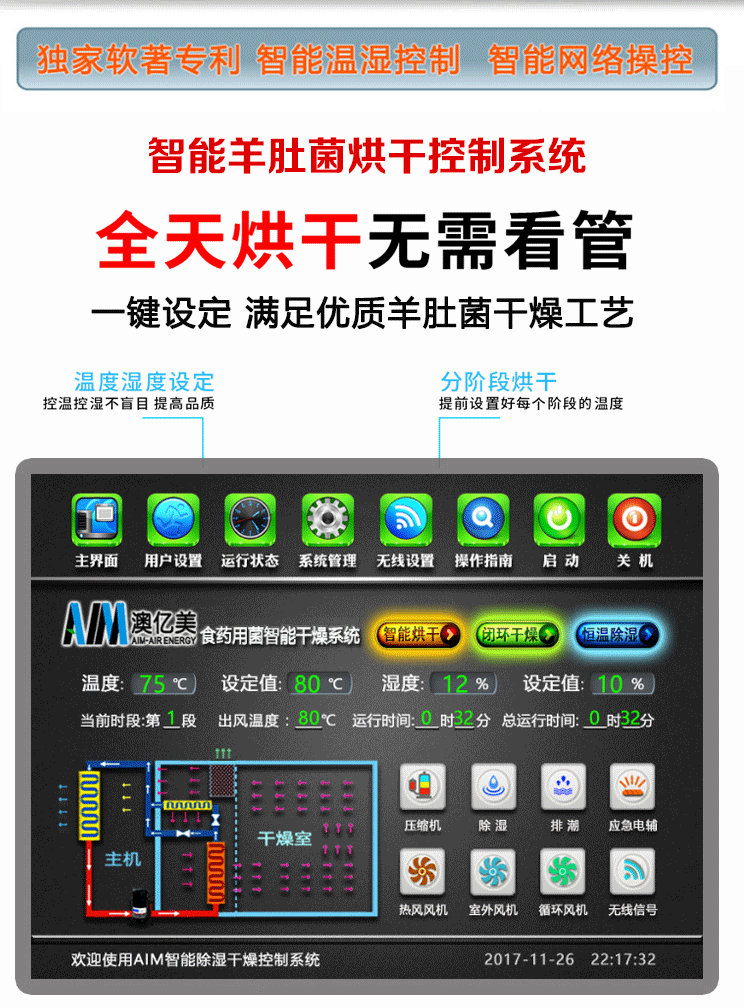 独家软著专利 智能温湿控制 智能网络操控
智能羊肚菌烘干控制系统
全天烘干无需看管
一键设定 满足优质羊肚菌干燥工艺
温度湿度设定
控温控湿不盲目 提高品质
分阶段烘干
提前设置好每个阶段的温度
主界面 用户设置 运行状态 系统管理 无线设置 操作指南 启 动 关 机
AIM 澳亿美
AIM-AIR ENERGY
食药用菌智能干燥系统
智能烘干 闭环干燥 恒温除湿
温度: 75 ℃ 设定值: 80 ℃ 湿度: 12 % 设定值: 10 %
当前时段:第 1 段 出风温度 : 80℃ 运行时间: 0 时32分 总运行时间: 0 时32分
主机
干燥室
压缩机 除 湿 排 潮 应急电辅
热风风机 室外风机 循环风机 无线信号
欢迎使用AIM智能除湿干燥控制系统 2017-11-26 22:17:32